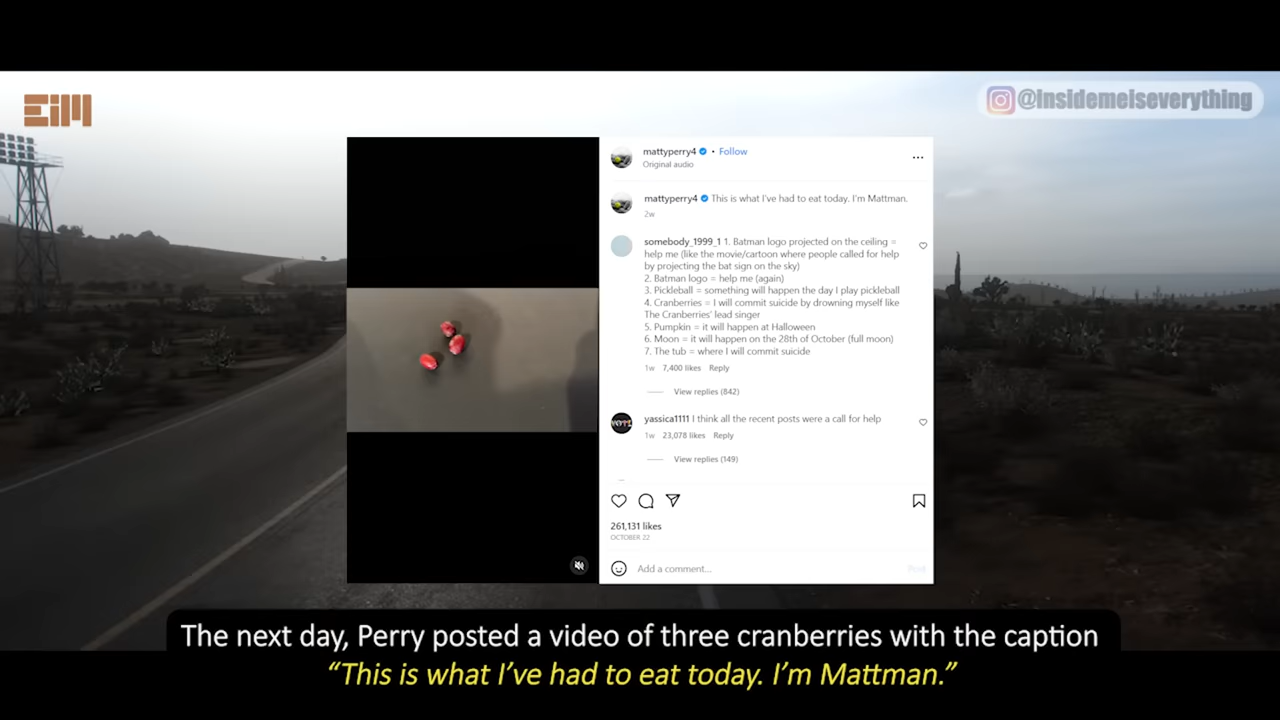 EiM
@insidemeiseverything
mattyperry4 • Follow
Original audio
mattyperry4 This is what I've had to eat today. I'm Mattman.
2w
somebody_1999_1 1. Batman logo projected on the ceiling =
help me (like the movie/cartoon where people called for help
by projecting the bat sign on the sky)
2. Batman logo = help me (again)
3. Pickleball = something will happen the day I play pickleball
4. Cranberries = I will commit suicide by drowning myself like
The Cranberries' lead singer
5. Pumpkin = it will happen at Halloween
6. Moon = it will happen on the 28th of October (full moon)
7. The tub = where I will commit suicide
1w 7,400 likes Reply
View replies (842)
yassica1111 I think all the recent posts were a call for help
1w 23,078 likes Reply
View replies (149)
261,131 likes
OCTOBER 22
Add a comment...
Post
The next day, Perry posted a video of three cranberries with the caption
“This is what I’ve had to eat today. I’m Mattman.”